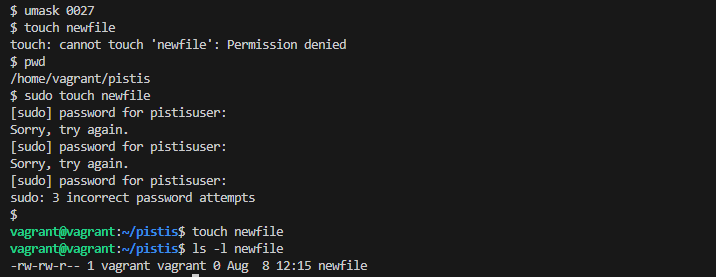 $ umask 0027
$ touch newfile
touch: cannot touch 'newfile': Permission denied
$ pwd
/home/vagrant/pistis
$ sudo touch newfile
[sudo] password for pistisuser:
Sorry, try again.
[sudo] password for pistisuser:
Sorry, try again.
[sudo] password for pistisuser:
sudo: 3 incorrect password attempts
$
vagrant@vagrant:~/pistis$ touch newfile
vagrant@vagrant:~/pistis$ ls -l newfile
-rw-rw-r-- 1 vagrant vagrant 0 Aug  8 12:15 newfile